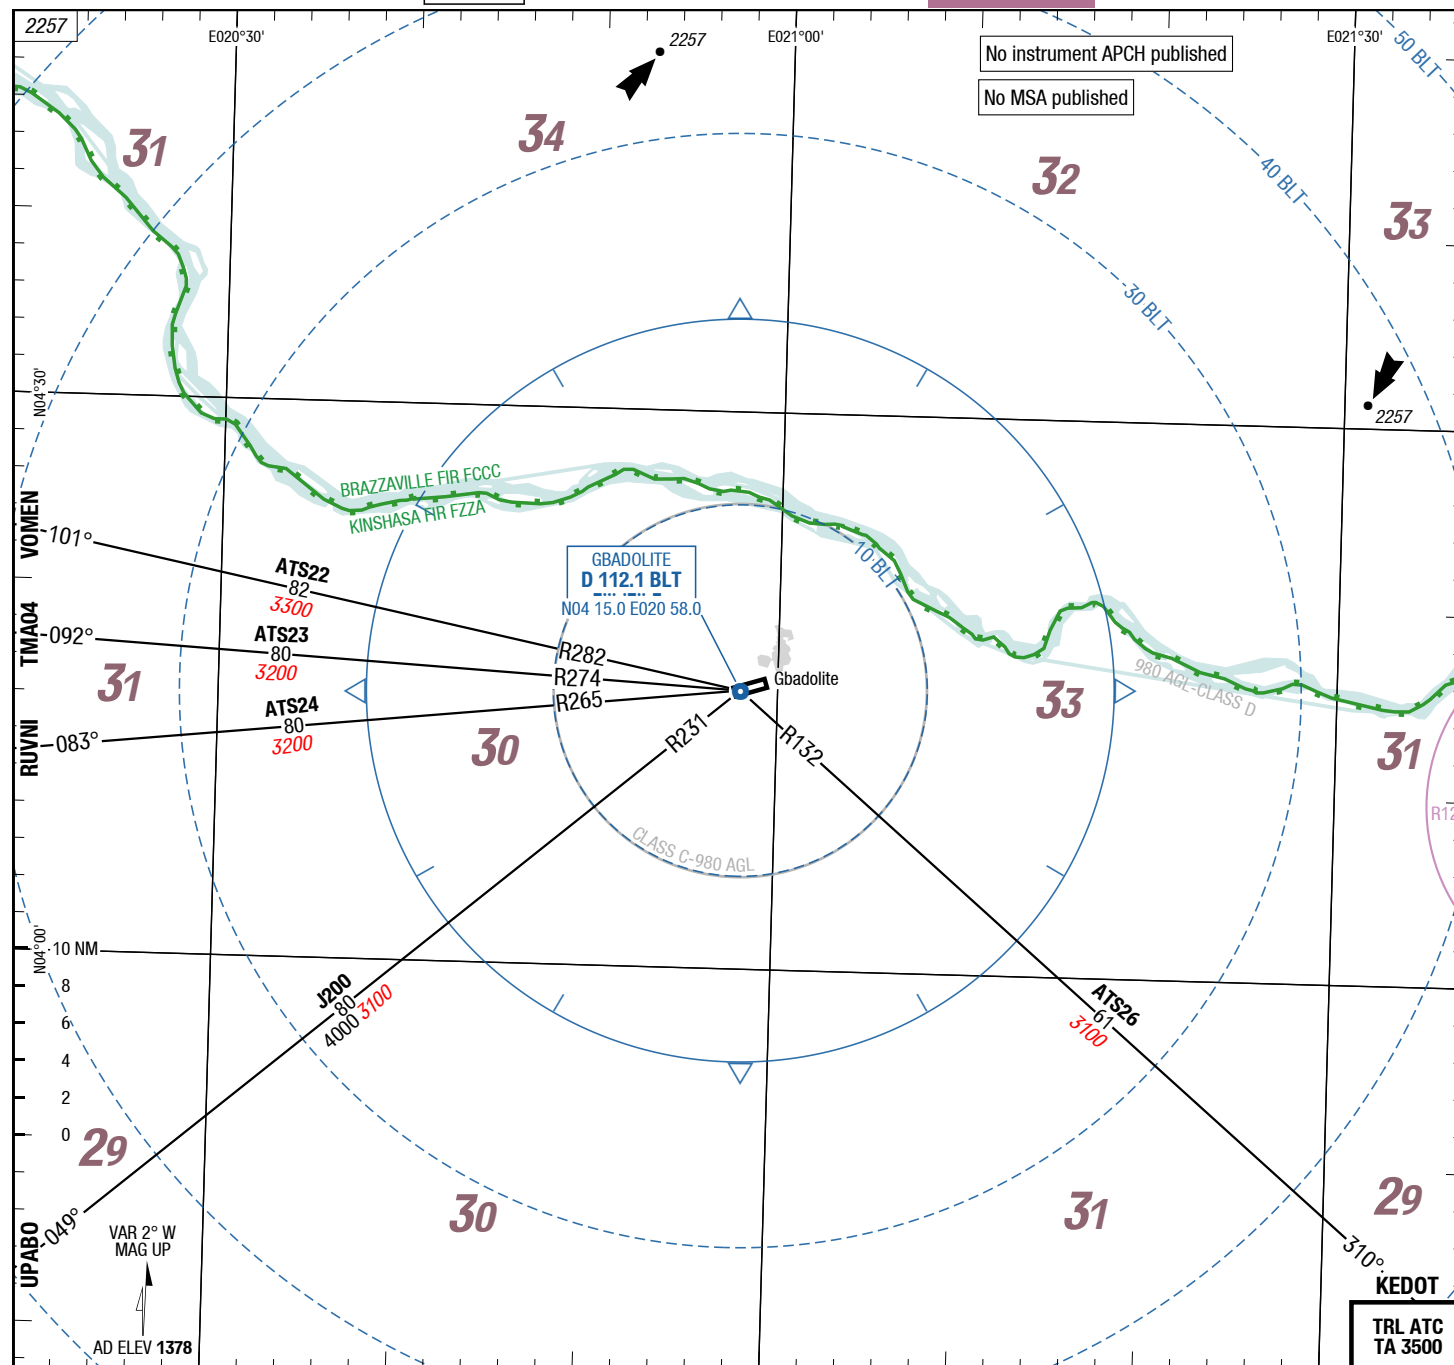 2257
E020°30'
E021°00'
E021°30'
2257
No instrument APCH published
No MSA published
50 BLT
31
34
32
33
40 BLT
30 BLT
N04°30'
2257
BRAZZAVILLE FIR FCCC
KINSHASA FIR FZZA
VOMEN
101°
ATS22
82
3300
GBADOLITE
D 112.1 BLT
N04 15.0 E020 58.0
10 BLT
TMA04
092°
ATS23
80
3200
R282
R274
R265
Gbadolite
980 AGL-CLASS D
31
33
ATS24
80
3200
RUVNI
083°
30
R231
R132
31
R12
CLASS C-980 AGL
N04°00'
10 NM
8
6
4
2
0
J200
80
4000 3100
ATS26
61
3100
29
30
31
29
UPABO
049°
VAR 2° W
MAG UP
310°
KEDOT
AD ELEV 1378
TRL ATC
TA 3500